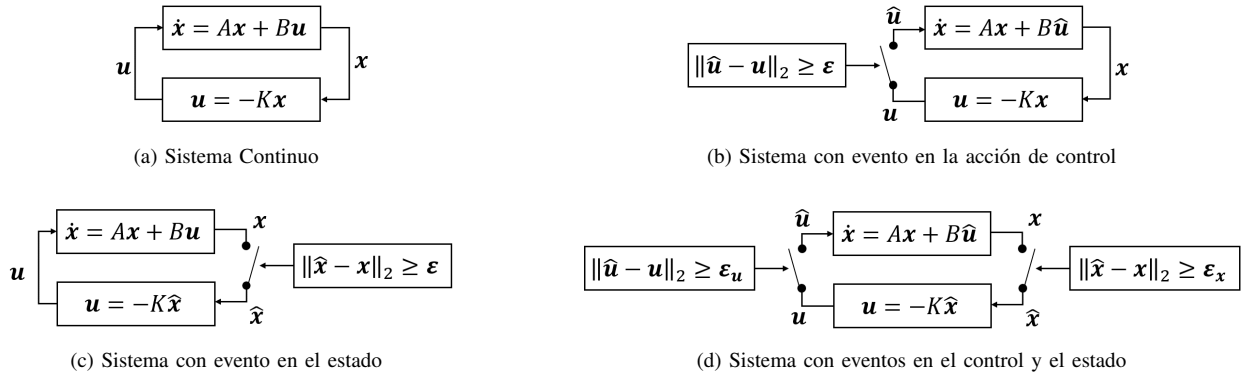 ẋ = Ax + Bu
u
x
u = −Kx
(a) Sistema Continuo
û
ẋ = Ax + Bû
‖û − u‖₂ ≥ ε
x
u = −Kx
u
(b) Sistema con evento en la acción de control
x
ẋ = Ax + Bu
u
‖x̂ − x‖₂ ≥ ε
u = −Kx̂
x̂
(c) Sistema con evento en el estado
û
ẋ = Ax + Bû
x
‖û − u‖₂ ≥ εᵤ
‖x̂ − x‖₂ ≥ εₓ
u = −Kx̂
u
x̂
(d) Sistema con eventos en el control y el estado